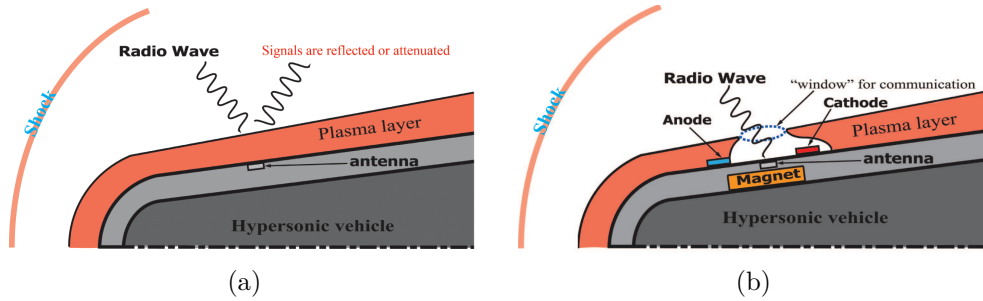 Radio Wave
Signals are reflected or attenuated
Shock
Plasma layer
antenna
Hypersonic vehicle
(a)
Radio Wave
“window” for communication
Cathode
Anode
Shock
Plasma layer
antenna
Magnet
Hypersonic vehicle
(b)